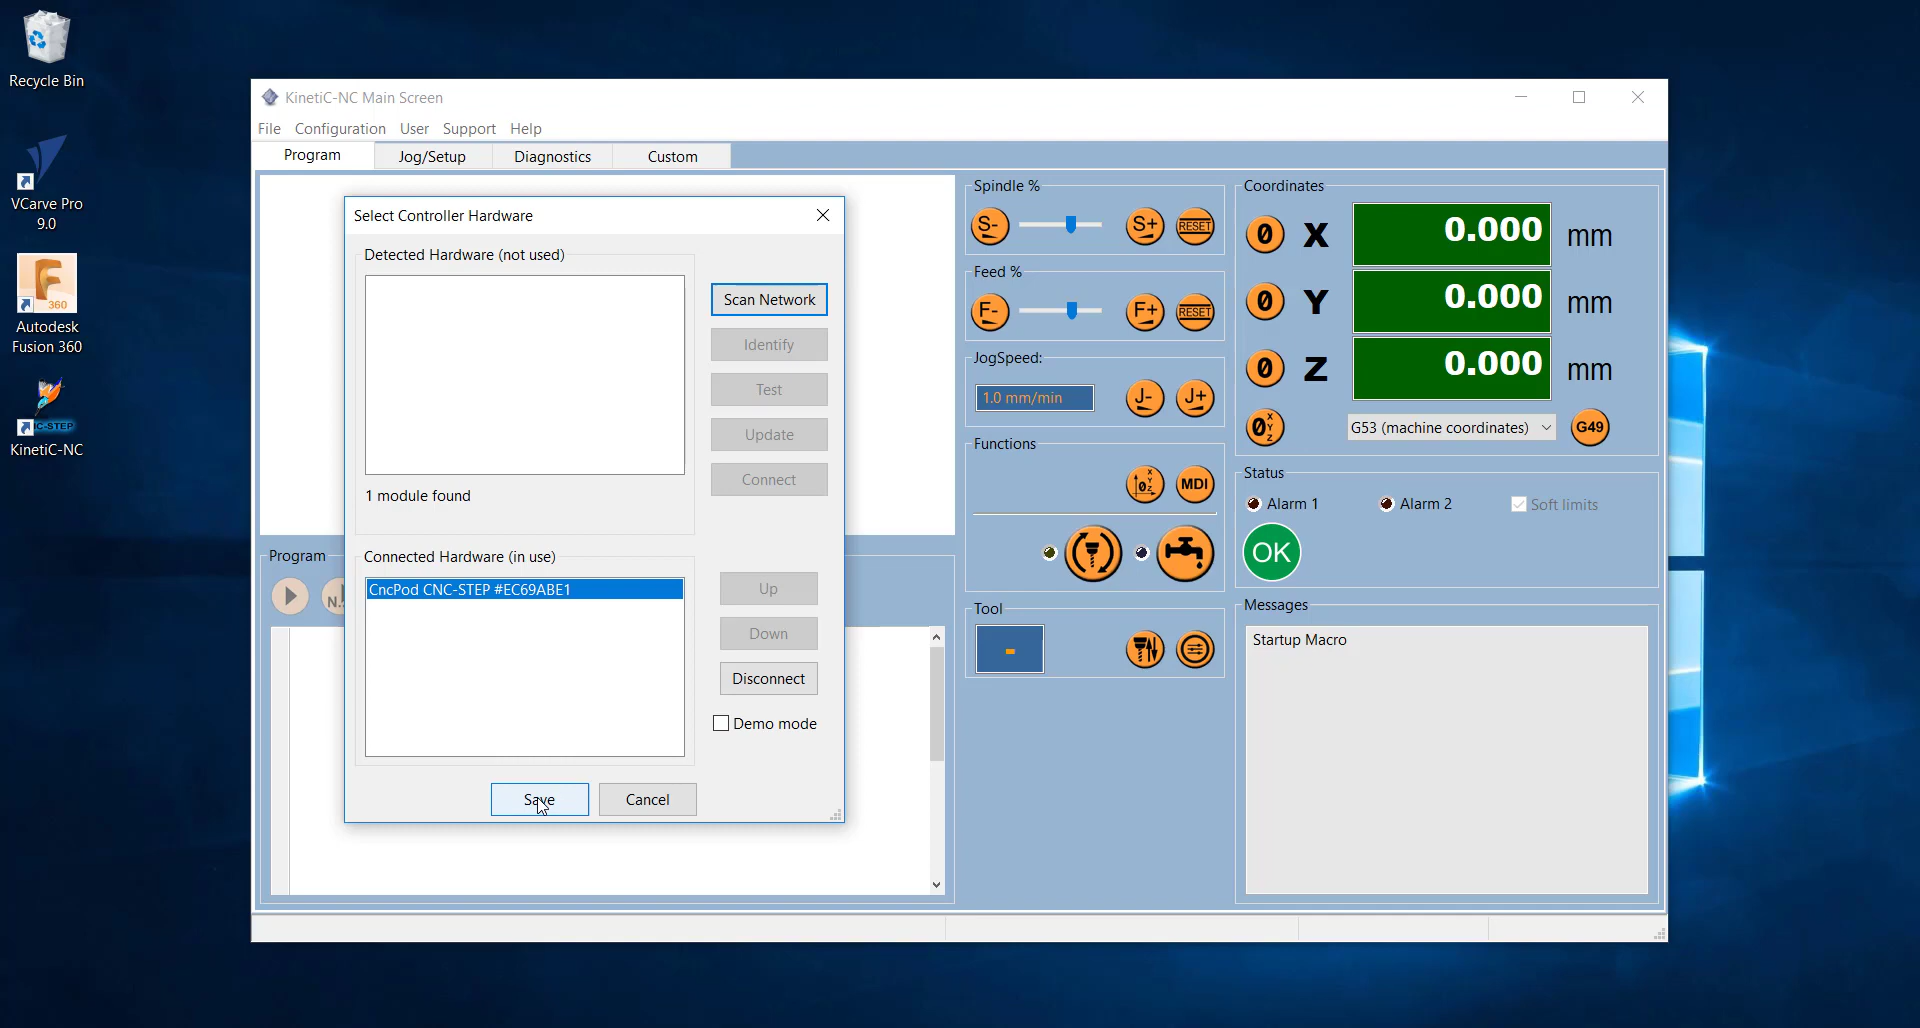 Recycle Bin
VCarve Pro
9.0
360
Autodesk
Fusion 360
C-STEP
KinetiC-NC
KinetiC-NC Main Screen
File Configuration User Support Help
Program Jog/Setup Diagnostics Custom
Select Controller Hardware
Detected Hardware (not used)
Scan Network
Identify
Test
Update
Connect
1 module found
Connected Hardware (in use)
CncPod CNC-STEP #EC69ABE1
Up
Down
Disconnect
Demo mode
Save Cancel
Program
N..
Spindle %
S- S+ RESET
Feed %
F- F+ RESET
JogSpeed:
1.0 mm/min J- J+
Functions
X Y 0 Z MDI
Tool
-
Coordinates
0 X 0.000 mm
0 Y 0.000 mm
0 Z 0.000 mm
0 X Y Z G53 (machine coordinates) G49
Status
Alarm 1 Alarm 2 Soft limits
OK
Messages
Startup Macro